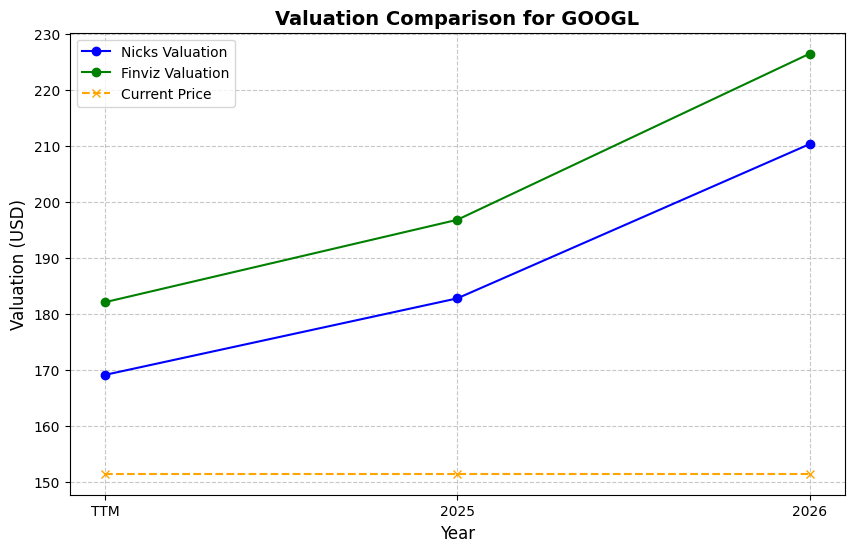 Valuation Comparison for GOOGL
Nicks Valuation
Finviz Valuation
Current Price
230
220
210
200
190
180
170
160
150
Valuation (USD)
TTM 2025 2026
Year